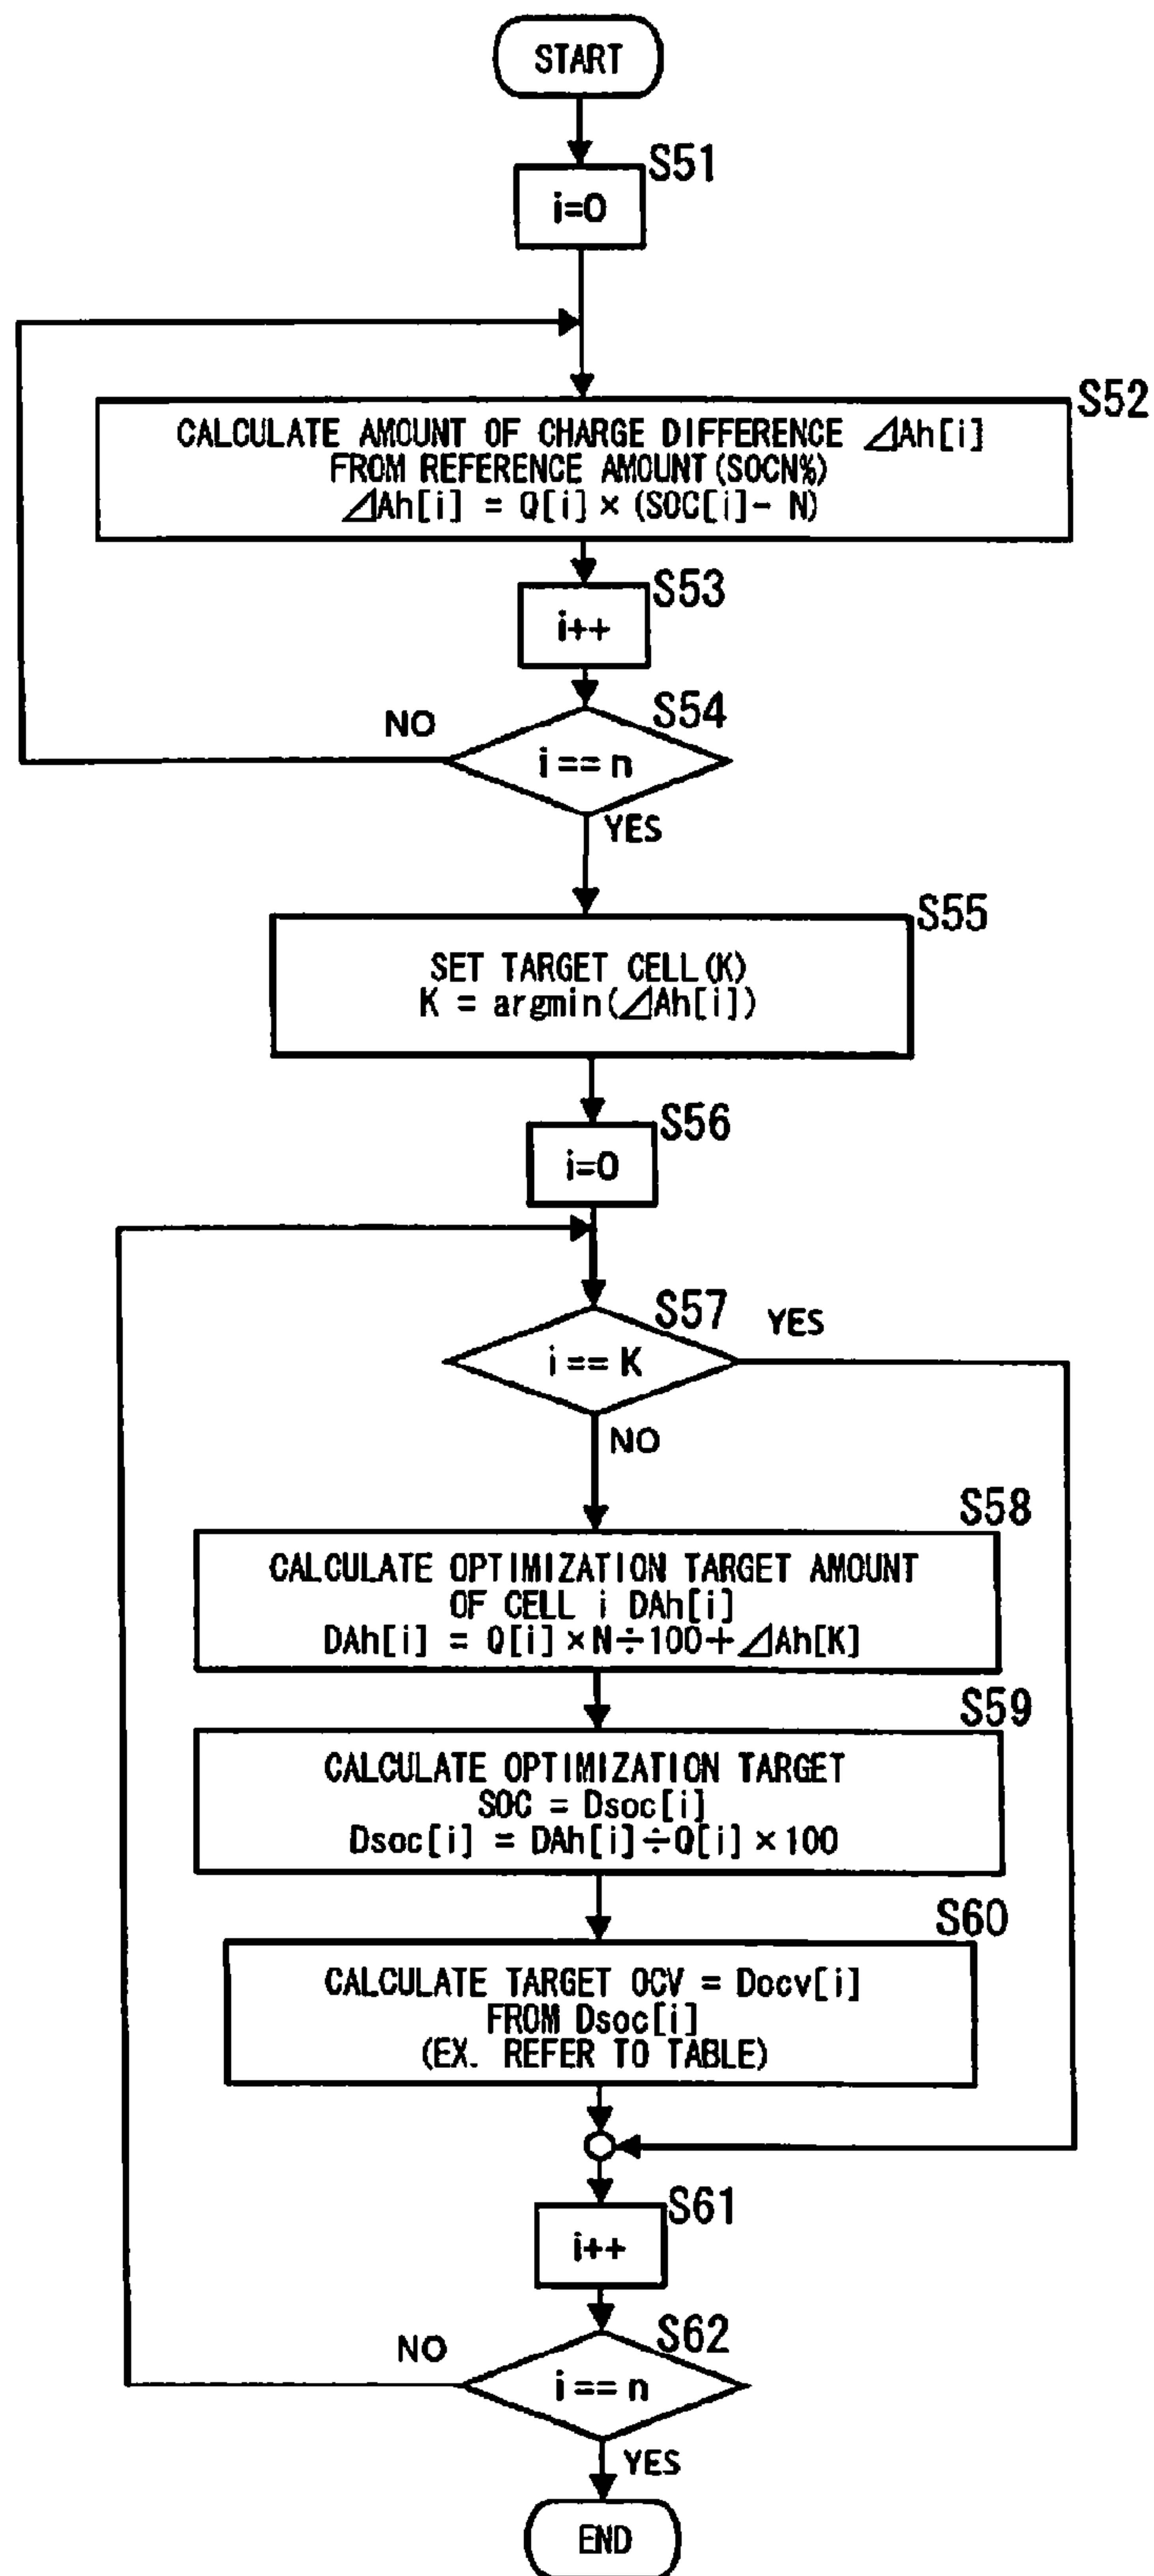 START
S51
i=0
S52
CALCULATE AMOUNT OF CHARGE DIFFERENCE ⊿Ah[i]
FROM REFERENCE AMOUNT(SOCN%)
⊿Ah[i] = Q[i] × (SOC[i]- N)
S53
i++
S54
NO
i == n
YES
S55
SET TARGET CELL(K)
K = argmin(⊿Ah[i])
S56
i=0
S57
YES
i == K
NO
S58
CALCULATE OPTIMIZATION TARGET AMOUNT
OF CELL i DAh[i]
DAh[i] = Q[i]×N÷100+⊿Ah[K]
S59
CALCULATE OPTIMIZATION TARGET
SOC = Dsoc[i]
Dsoc[i] = DAh[i]÷Q[i]×100
S60
CALCULATE TARGET OCV = Docv[i]
FROM Dsoc[i]
(EX. REFER TO TABLE)
S61
i++
S62
NO
i == n
YES
END